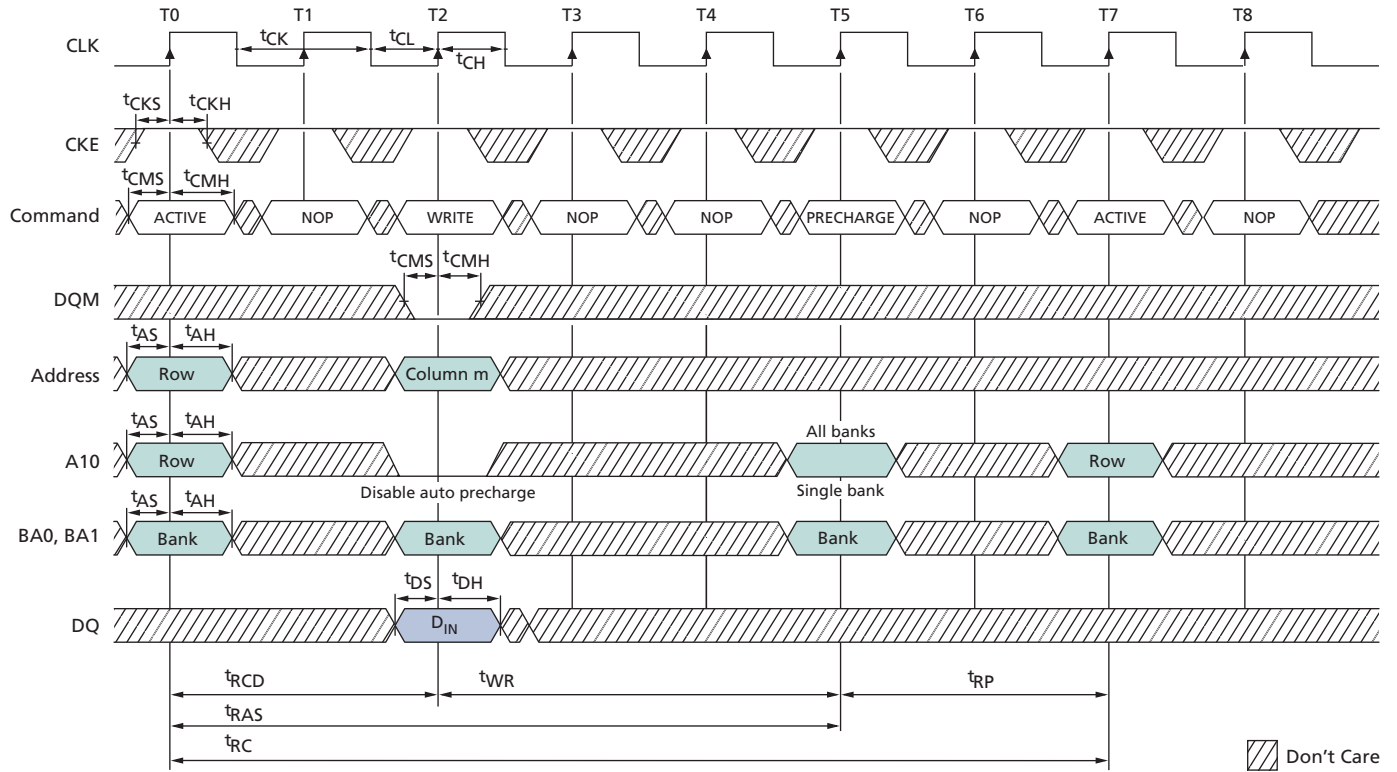 T0 T1 T2 T3 T4 T5 T6 T7 T8
CLK tCK tCL tCH
tCKS tCKH
CKE
tCMS tCMH
Command ACTIVE NOP WRITE NOP NOP PRECHARGE NOP ACTIVE NOP
tCMS tCMH
DQM
tAS tAH
Address Row Column m
tAS tAH All banks
A10 Row Row
Disable auto precharge Single bank
tAS tAH
BA0, BA1 Bank Bank Bank Bank
tDS tDH
DQ DIN
tRCD tWR tRP
tRAS
tRC
Don't Care